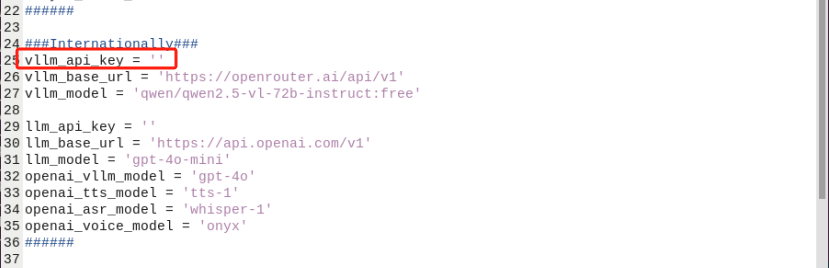 22 ######
23
24 ###Internationally###
25 vllm_api_key = ''
26 vllm_base_url = 'https://openrouter.ai/api/v1'
27 vllm_model = 'qwen/qwen2.5-vl-72b-instruct:free'
28
29 llm_api_key = ''
30 llm_base_url = 'https://api.openai.com/v1'
31 llm_model = 'gpt-4o-mini'
32 openai_vllm_model = 'gpt-4o'
33 openai_tts_model = 'tts-1'
34 openai_asr_model = 'whisper-1'
35 openai_voice_model = 'onyx'
36 ######
37